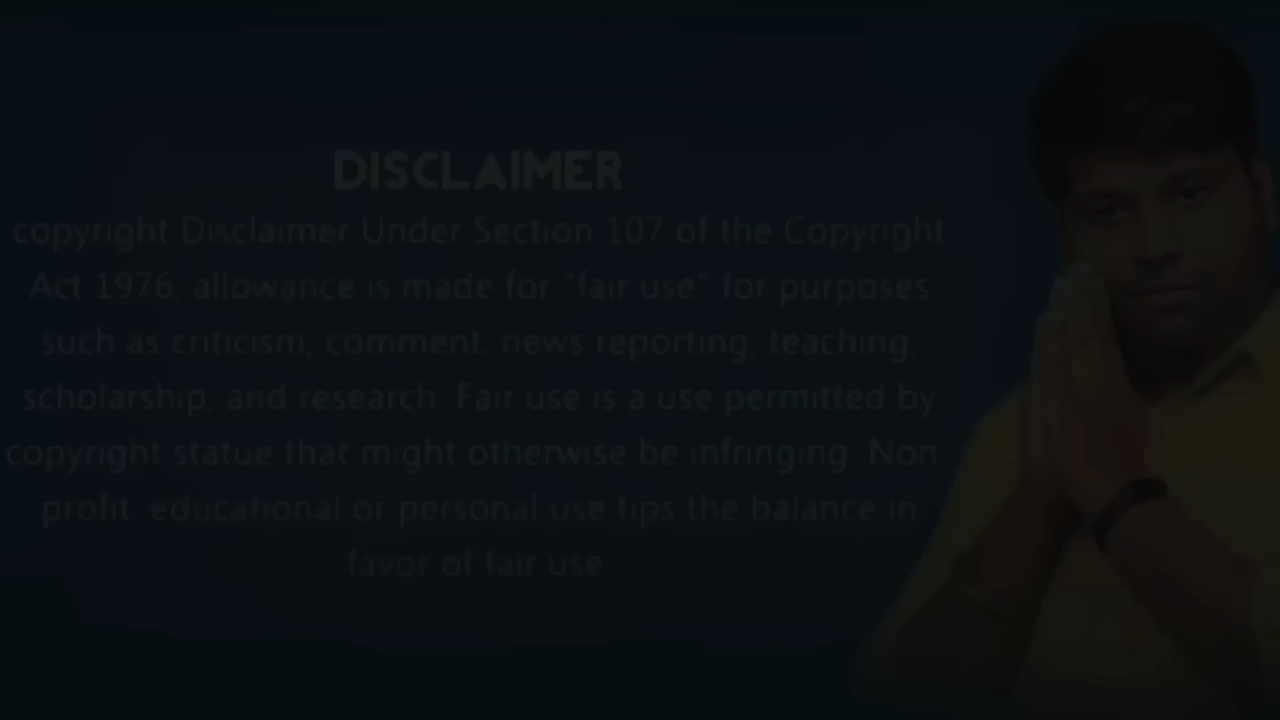 DISCLAIMER
copyright Disclaimer Under Section 107 of the Copyright
Act 1976, allowance is made for "fair use" for purposes
such as criticism, comment, news reporting, teaching,
scholarship, and research. Fair use is a use permitted by
copyright statue that might otherwise be infringing. Non-
profit, educational or personal use tips the balance in
favor of fair use